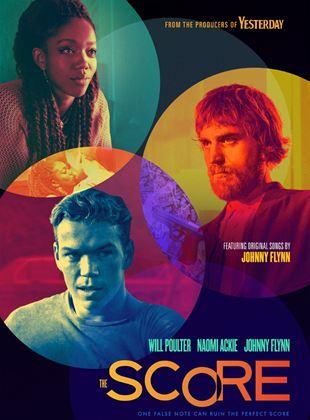 FROM THE PRODUCERS OF YESTERDAY
FEATURING ORIGINAL SONGS BY
JOHNNY FLYNN
WILL POULTER NAOMI ACKIE JOHNNY FLYNN
THE SCORE
ONE FALSE NOTE CAN RUIN THE PERFECT SCORE